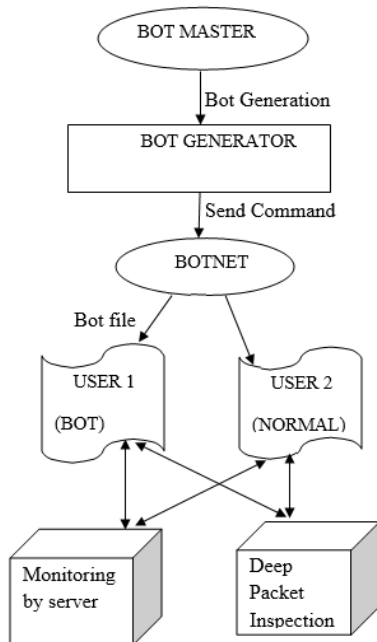 BOT MASTER
Bot Generation
BOT GENERATOR
Send Command
BOTNET
Bot file
USER 1
(BOT)
USER 2
(NORMAL)
Monitoring
by server
Deep
Packet
Inspection